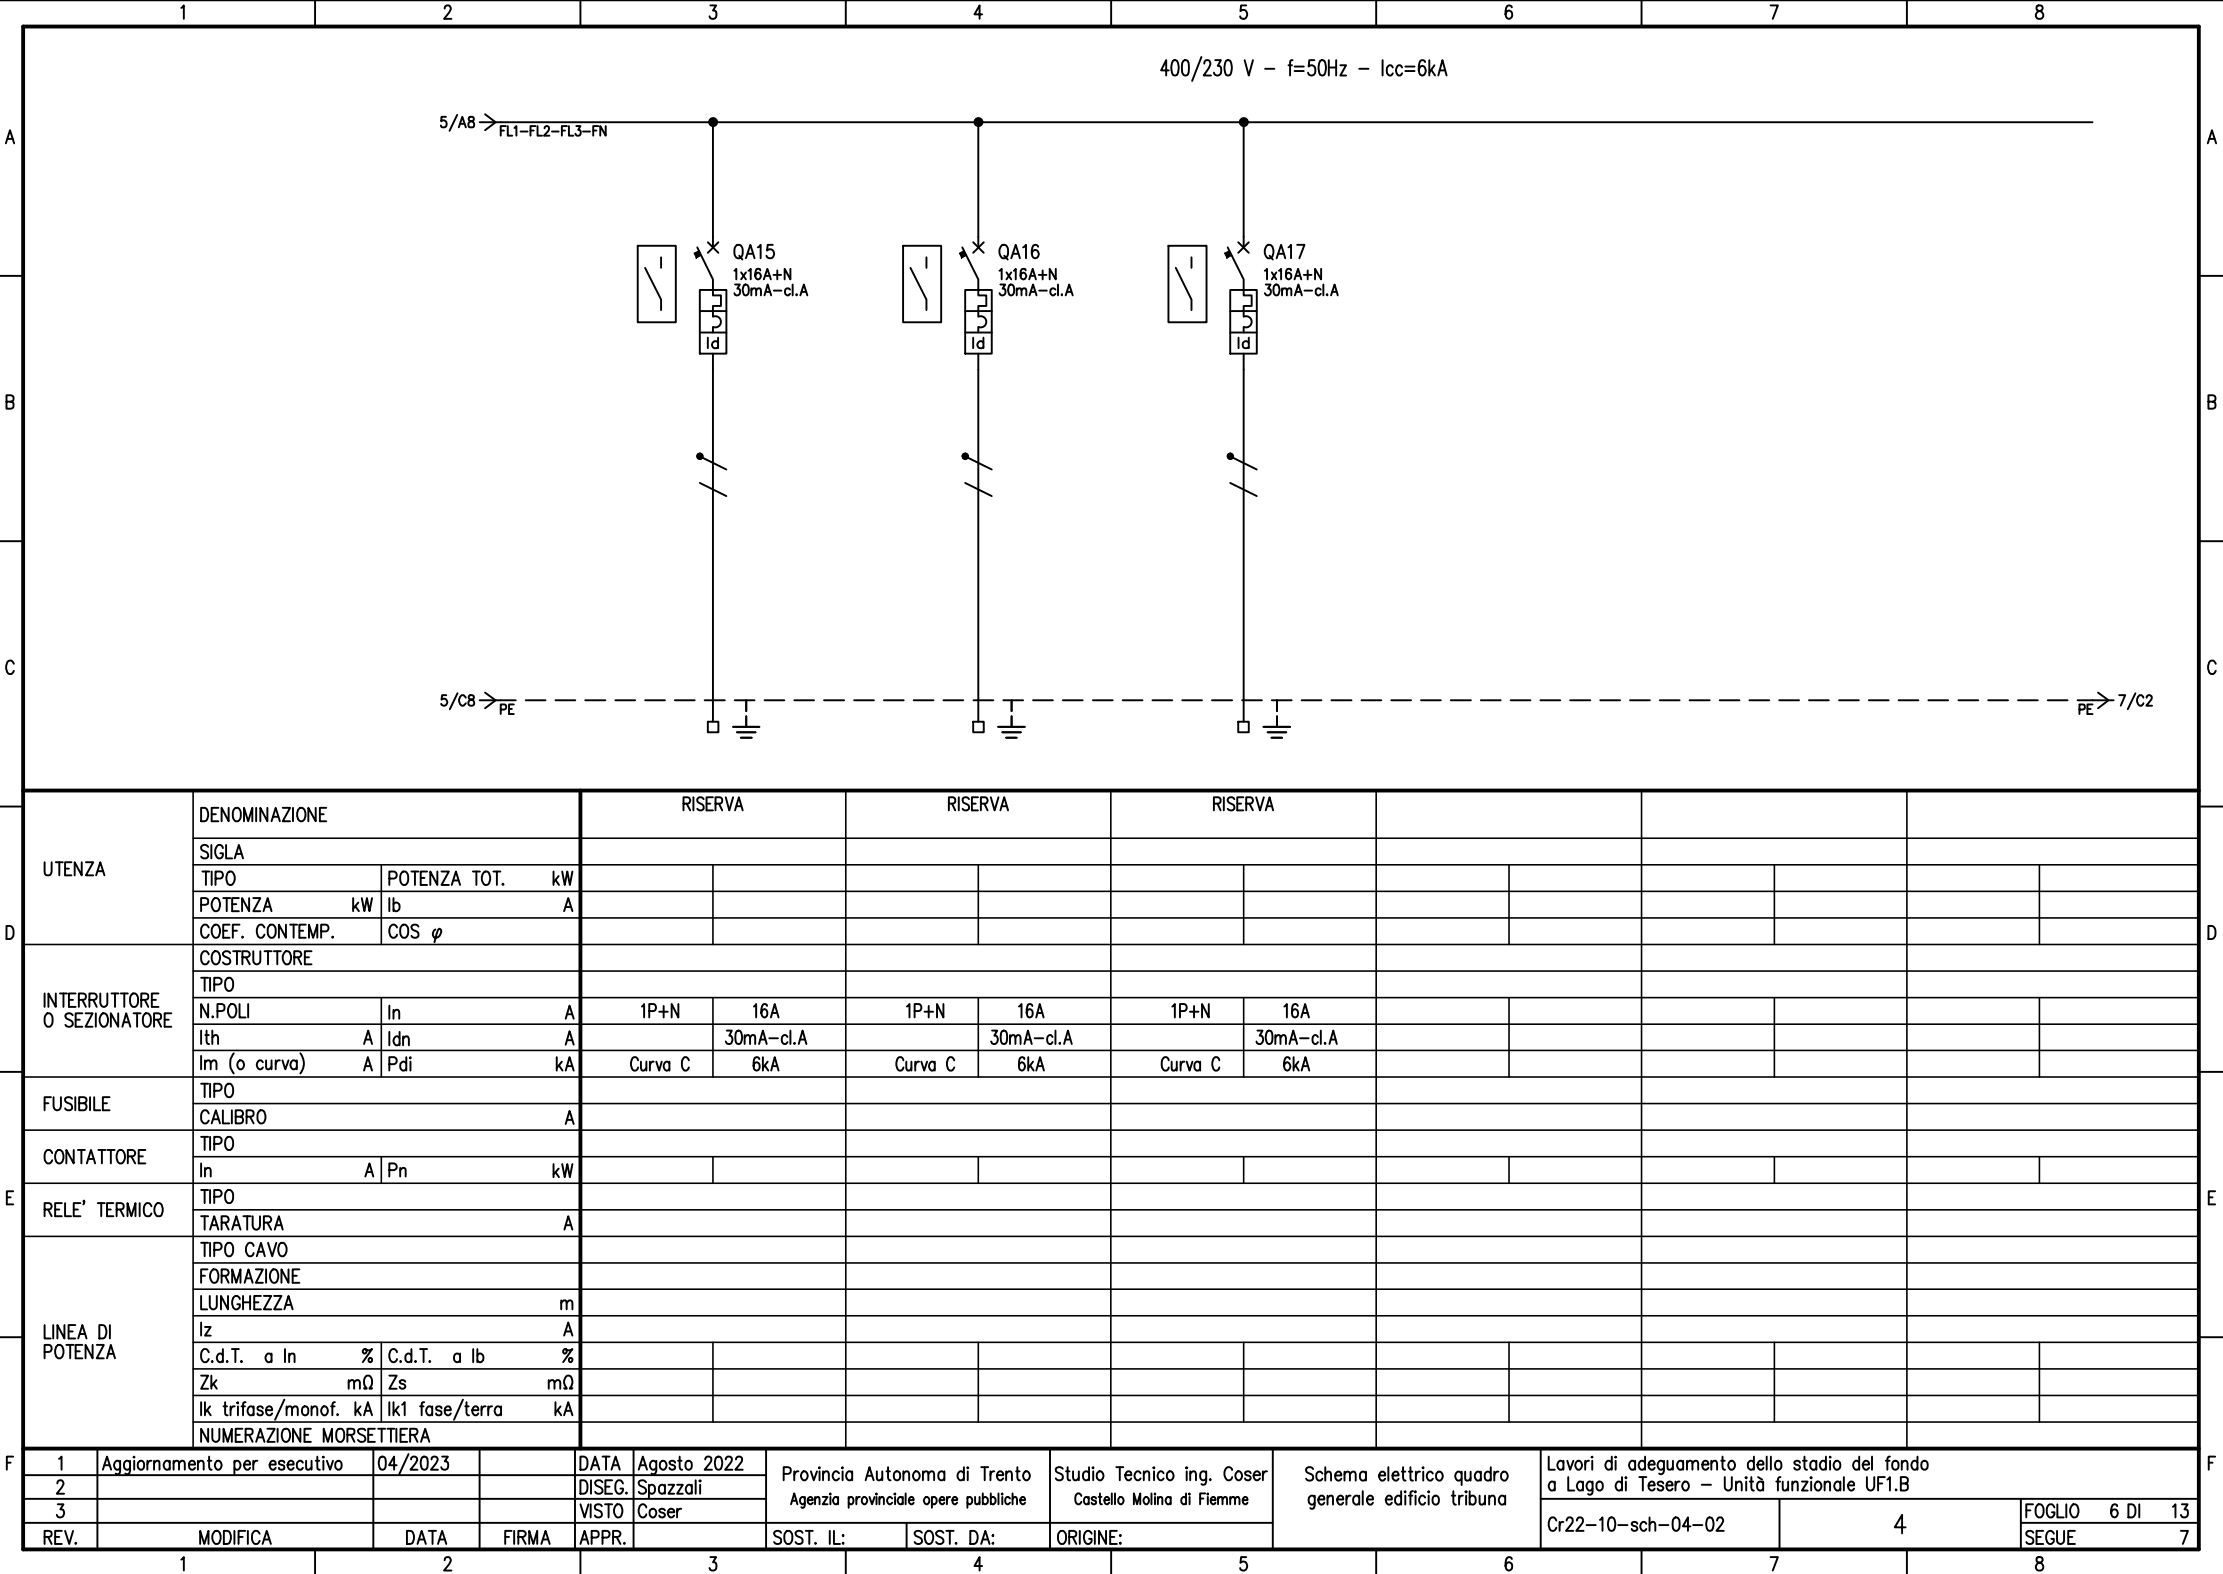 1 2 3 4 5 6 7 8
400/230 V – f=50Hz – Icc=6kA
A 5/A8 FL1–FL2–FL3–FN A
QA15 QA16 QA17
1x16A+N 1x16A+N 1x16A+N
30mA–cl.A 30mA–cl.A 30mA–cl.A
Id Id Id
B B
C C
5/C8 PE PE 7/C2
UTENZA
DENOMINAZIONE RISERVA RISERVA RISERVA
SIGLA
TIPO POTENZA TOT. kW
POTENZA kW Ib A
D COEF. CONTEMP. COS φ D
INTERRUTTORE
O SEZIONATORE
COSTRUTTORE
TIPO
N.POLI In A 1P+N 16A 1P+N 16A 1P+N 16A
Ith A Idn A 30mA–cl.A 30mA–cl.A 30mA–cl.A
Im (o curva) A Pdi kA Curva C 6kA Curva C 6kA Curva C 6kA
FUSIBILE
TIPO
CALIBRO A
CONTATTORE
TIPO
In A Pn kW
E E
RELE' TERMICO
TIPO
TARATURA A
LINEA DI
POTENZA
TIPO CAVO
FORMAZIONE
LUNGHEZZA m
Iz A
C.d.T. a In % C.d.T. a Ib %
Zk mΩ Zs mΩ
Ik trifase/monof. kA Ik1 fase/terra kA
NUMERAZIONE MORSETTIERA
F F
1 Aggiornamento per esecutivo 04/2023
2
3
REV. MODIFICA DATA FIRMA
DATA Agosto 2022
DISEG. Spazzali
VISTO Coser
APPR.
Provincia Autonoma di Trento
Agenzia provinciale opere pubbliche
SOST. IL: SOST. DA:
Studio Tecnico ing. Coser
Castello Molina di Fiemme
ORIGINE:
Schema elettrico quadro
generale edificio tribuna
Lavori di adeguamento dello stadio del fondo
a Lago di Tesero – Unità funzionale UF1.B
Cr22–10–sch–04–02 4
FOGLIO 6 DI 13
SEGUE 7
1 2 3 4 5 6 7 8